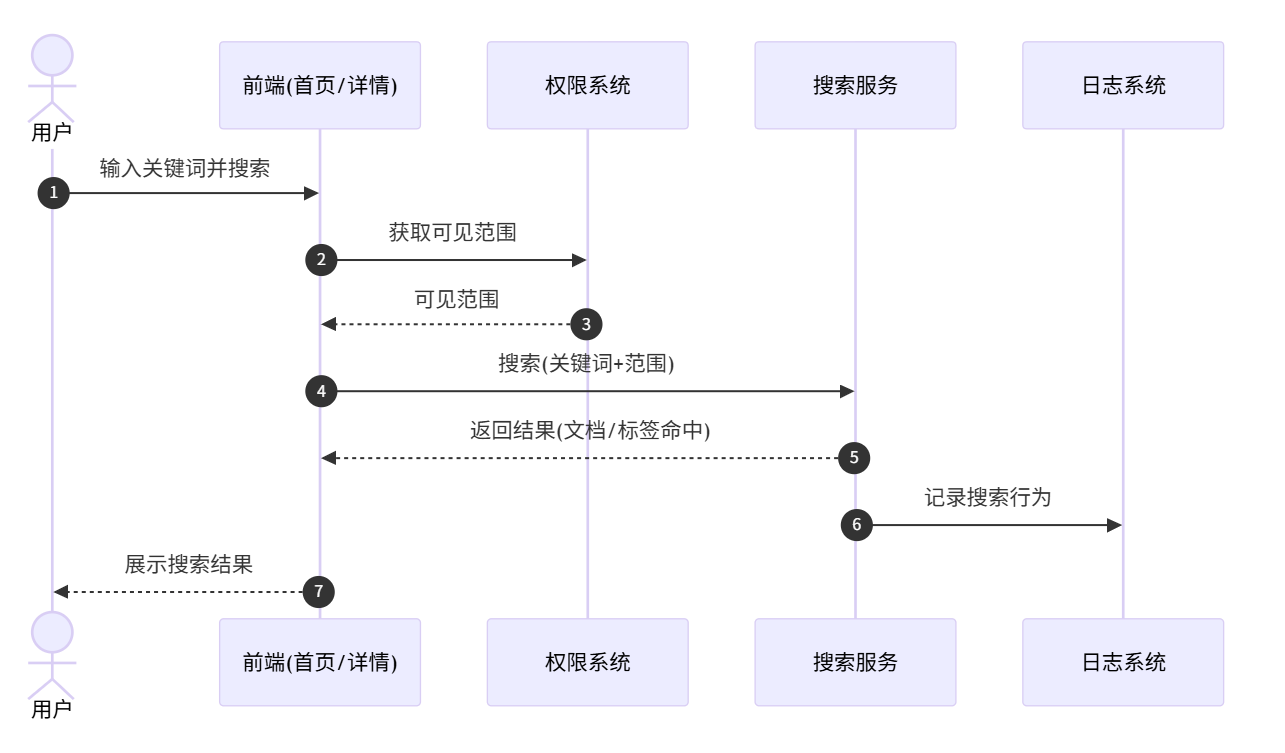 前端(首页/详情)
权限系统
搜索服务
日志系统
用户
输入关键词并搜索
1
获取可见范围
2
可见范围
3
搜索(关键词+范围)
4
返回结果(文档/标签命中)
5
记录搜索行为
6
展示搜索结果
7
前端(首页/详情)
权限系统
搜索服务
日志系统
用户